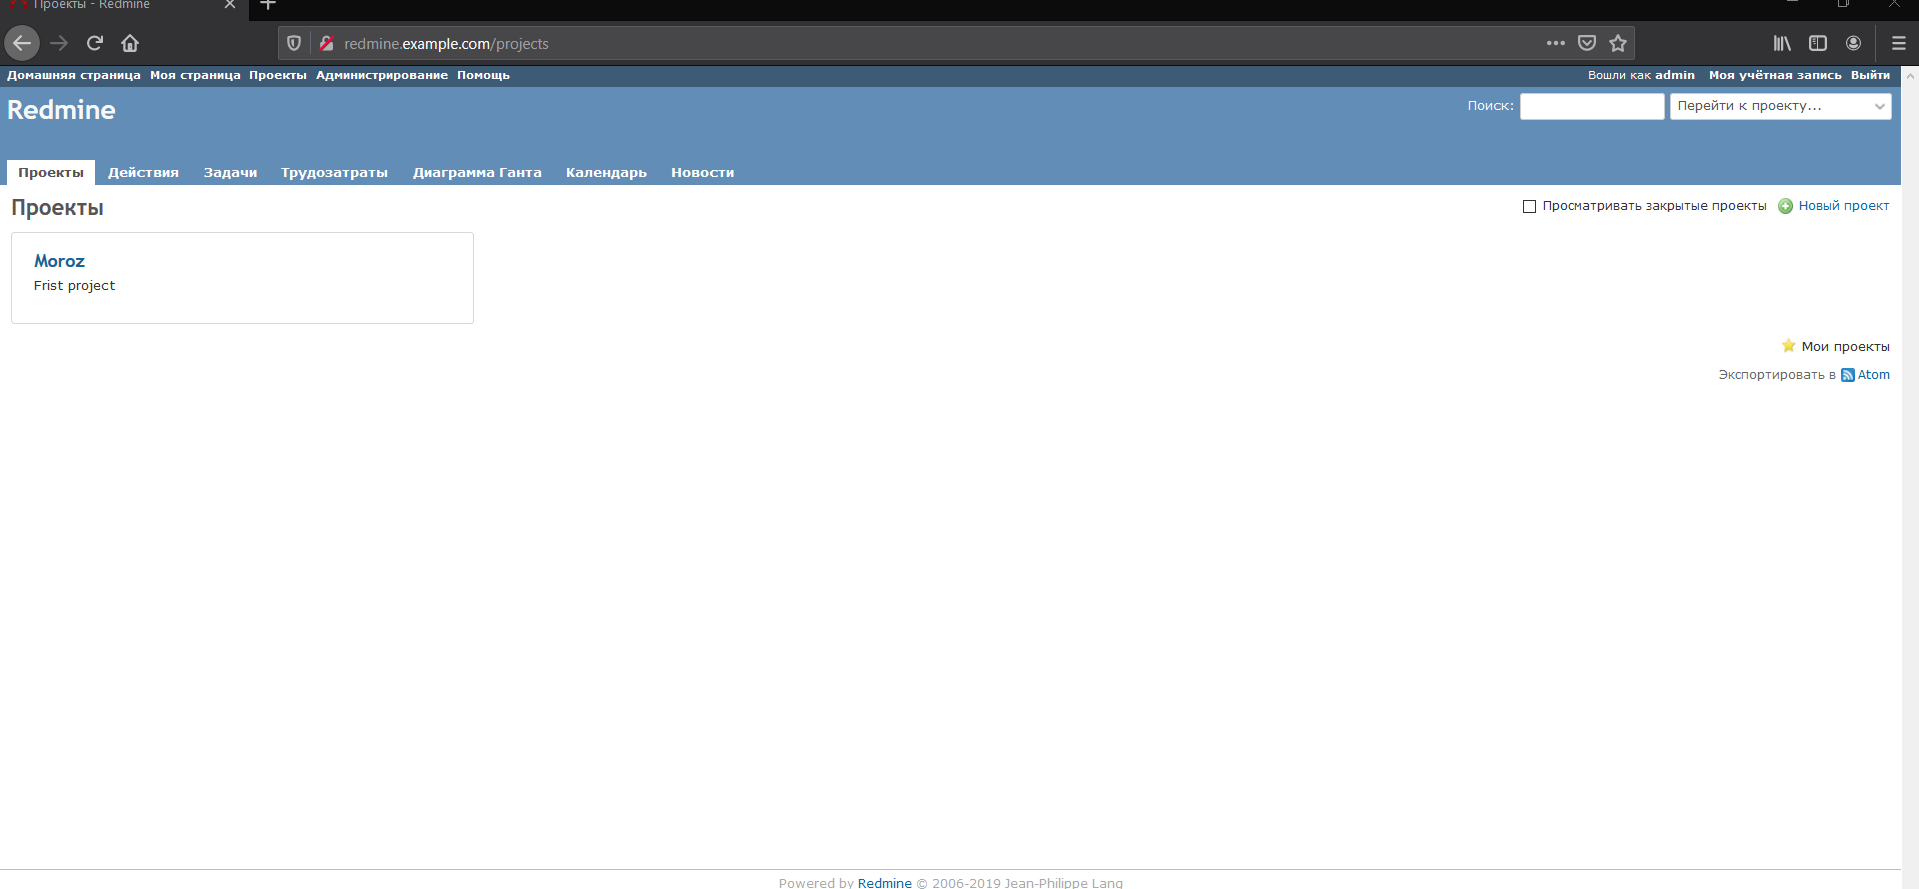 Проекты - Redmine
redmine.example.com/projects
Домашняя страница Моя страница Проекты Администрирование Помощь
Вошли как admin Моя учётная запись Выйти
Redmine
Поиск: Перейти к проекту...
Проекты Действия Задачи Трудозатраты Диаграмма Ганта Календарь Новости
Проекты
Просматривать закрытые проекты Новый проект
Moroz
Frist project
Мои проекты
Экспортировать в Atom
Powered by Redmine © 2006-2019 Jean-Philippe Lang